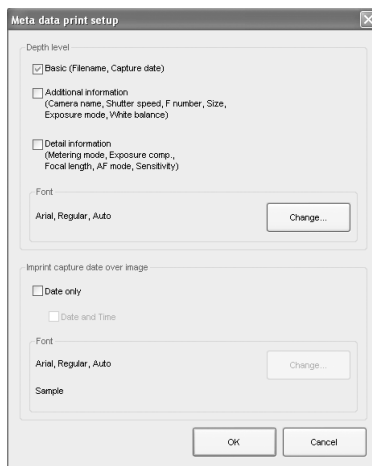 Meta data print setup
Depth level
Basic (Filename, Capture date)
Additional information
(Camera name, Shutter speed, F number, Size,
Exposure mode, White balance)
Detail information
(Metering mode, Exposure comp.,
Focal length, AF mode, Sensitivity)
Font
Arial, Regular, Auto
Change...
Imprint capture date over image
Date only
Date and Time
Font
Arial, Regular, Auto
Change...
Sample
OK
Cancel